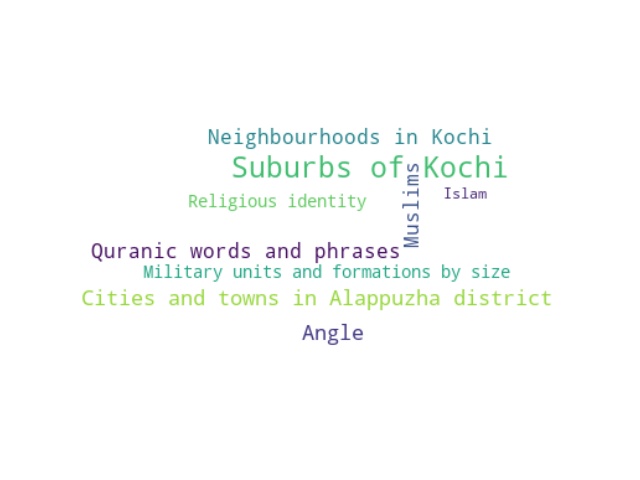 Neighbourhoods in Kochi
Suburbs of Kochi
Muslims
Islam
Religious identity
Quranic words and phrases
Military units and formations by size
Cities and towns in Alappuzha district
Angle